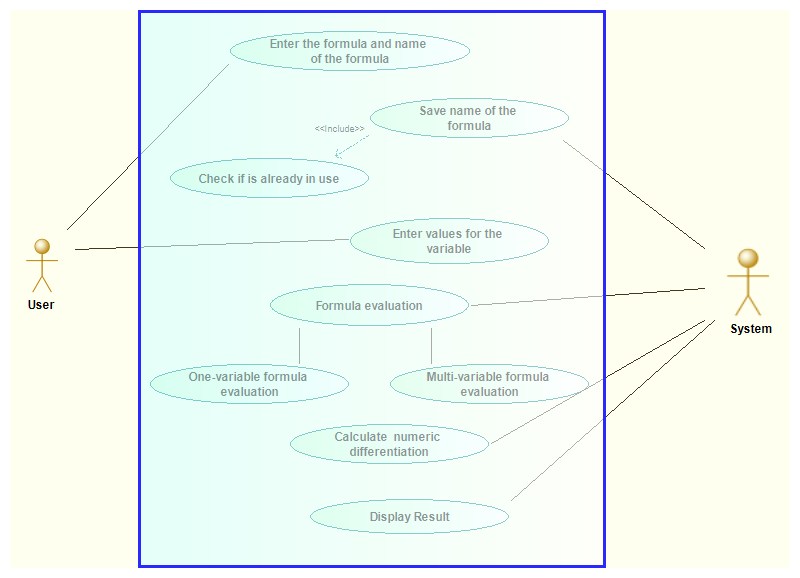 Enter the formula and name
of the formula
Save name of the
formula
<<Include>>
Check if is already in use
Enter values for the
variable
User
Formula evaluation
System
One-variable formula
evaluation
Multi-variable formula
evaluation
Calculate numeric
differentiation
Display Result